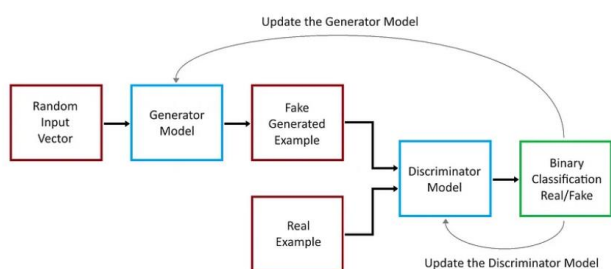 Update the Generator Model
Random
Input
Vector
Generator
Model
Fake
Generated
Example
Discriminator
Model
Binary
Classification
Real/Fake
Real
Example
Update the Discriminator Model